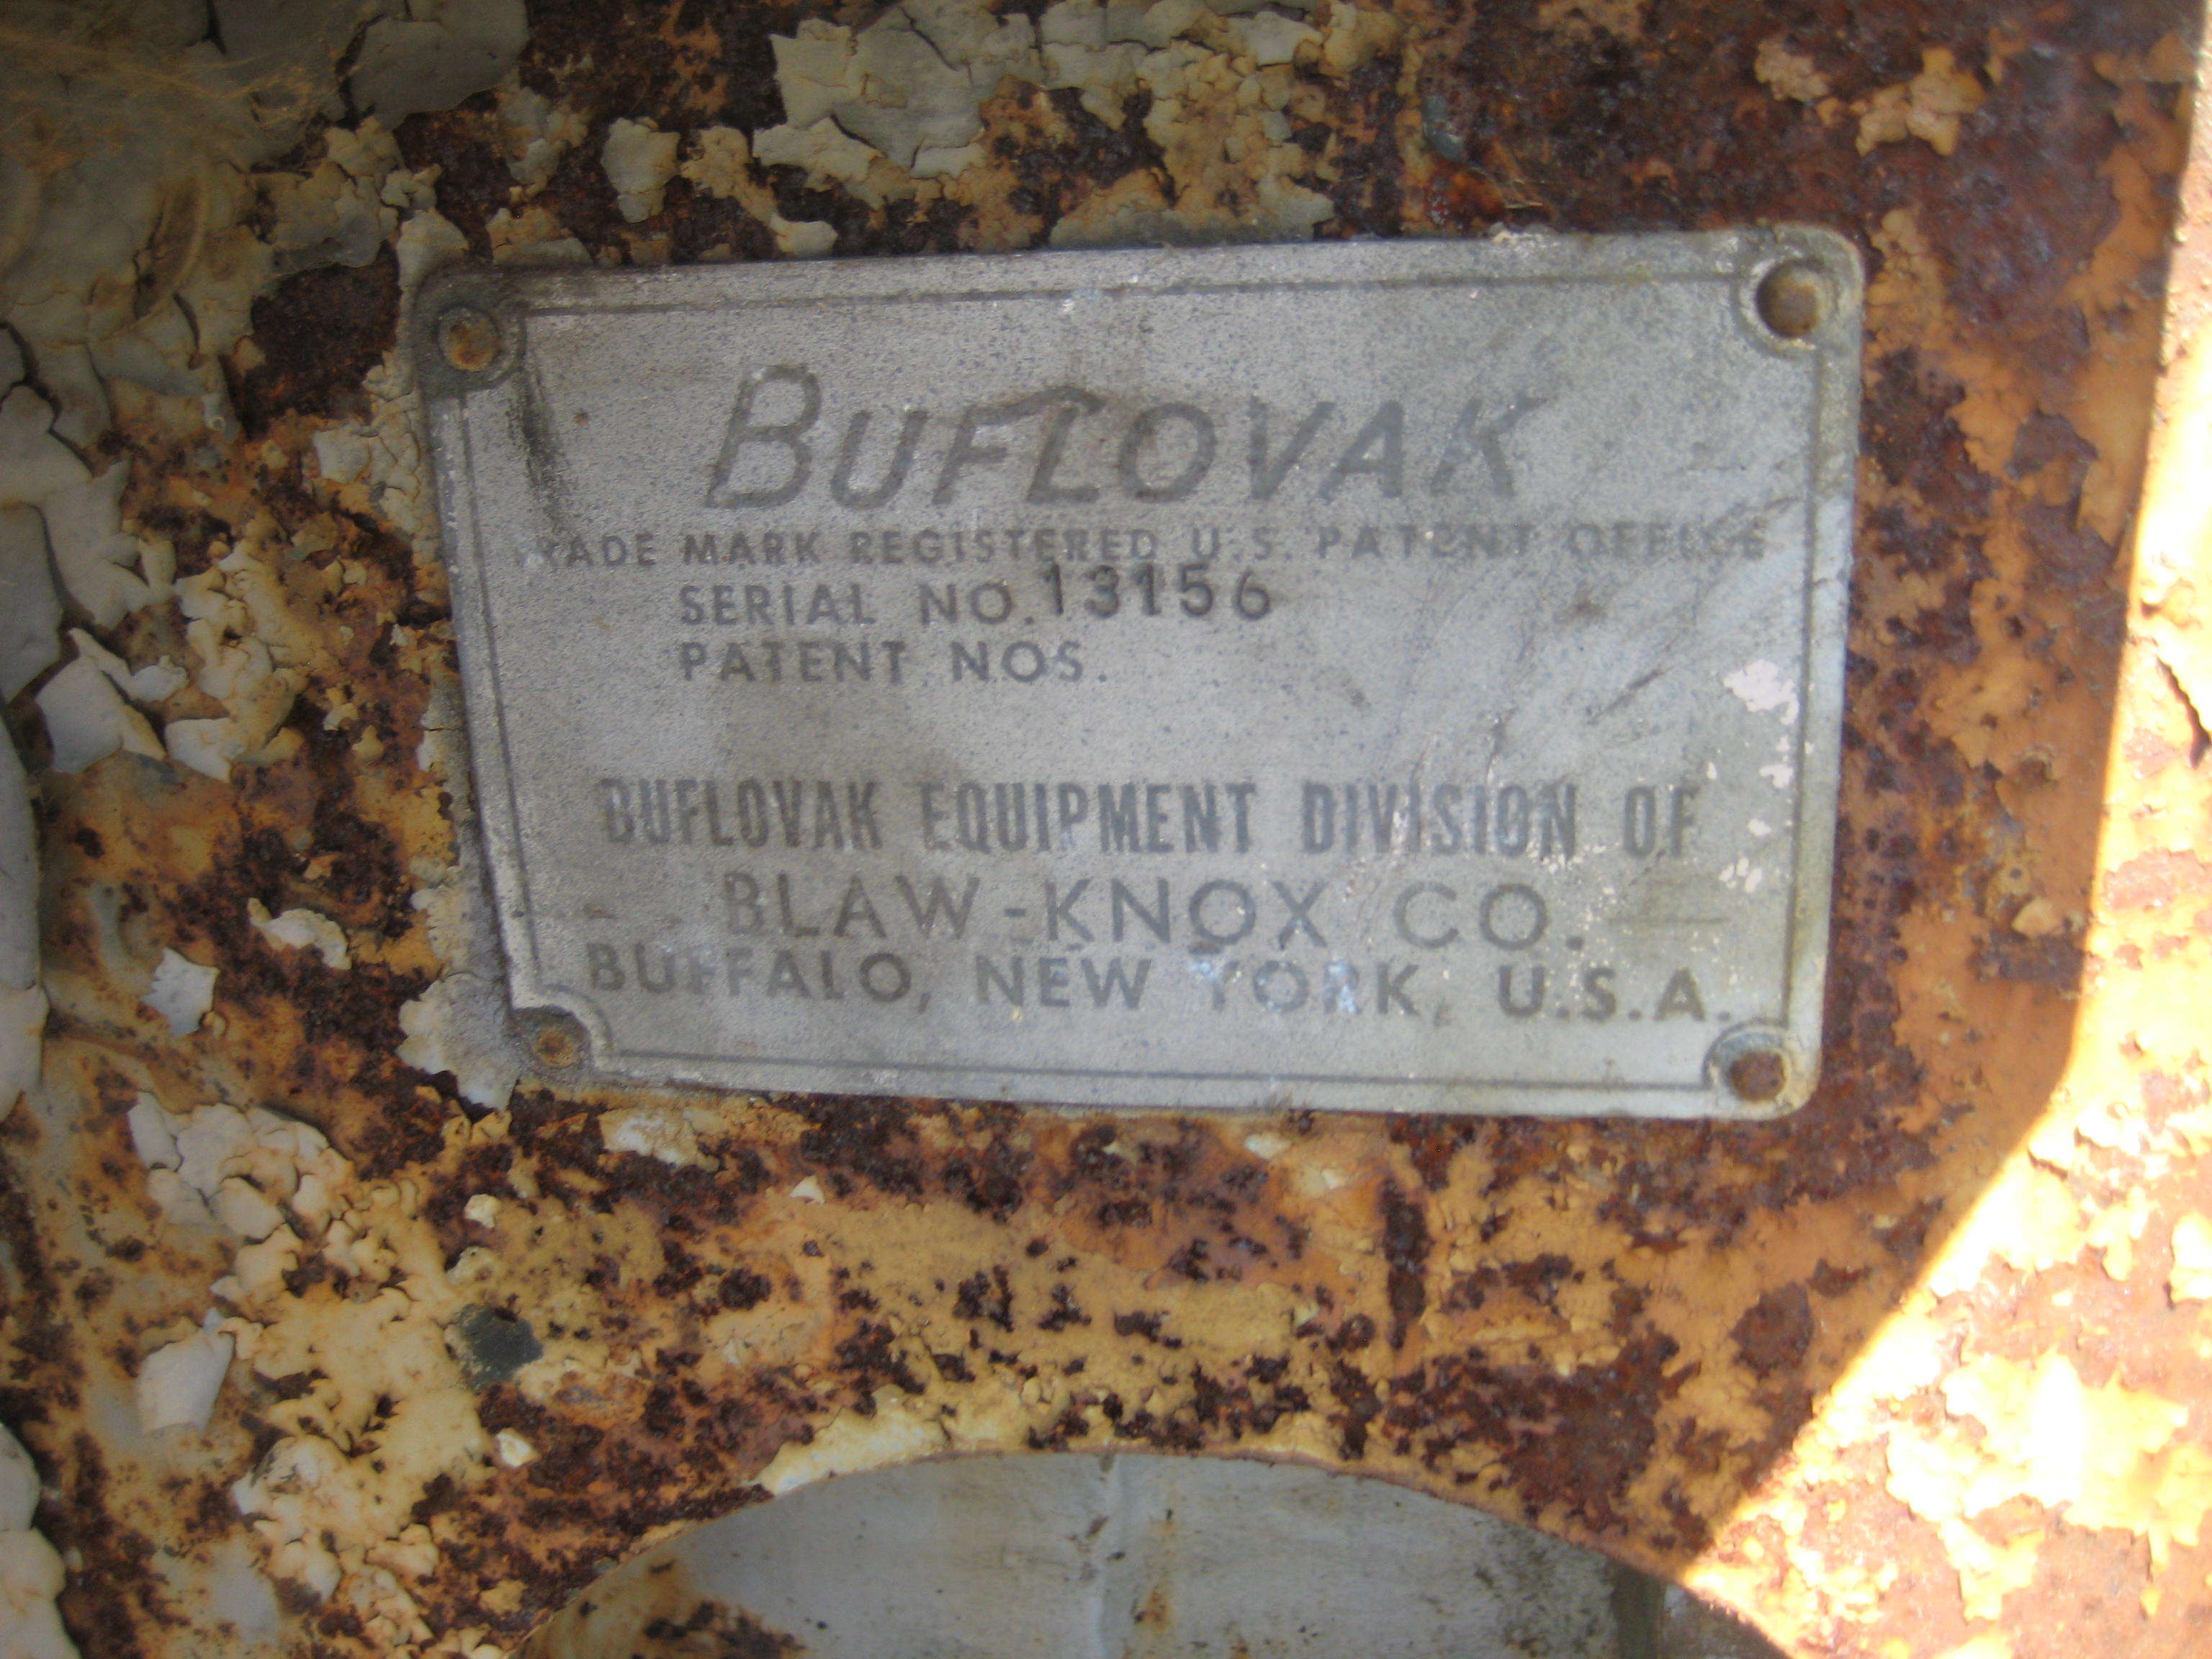 BUFLOVAK
TRADE MARK REGISTERED U.S. PATENT OFFICE
SERIAL NO. 13156
PATENT NOS.
BUFLOVAK EQUIPMENT DIVISION OF
BLAW-KNOX CO.
BUFFALO, NEW YORK, U.S.A.